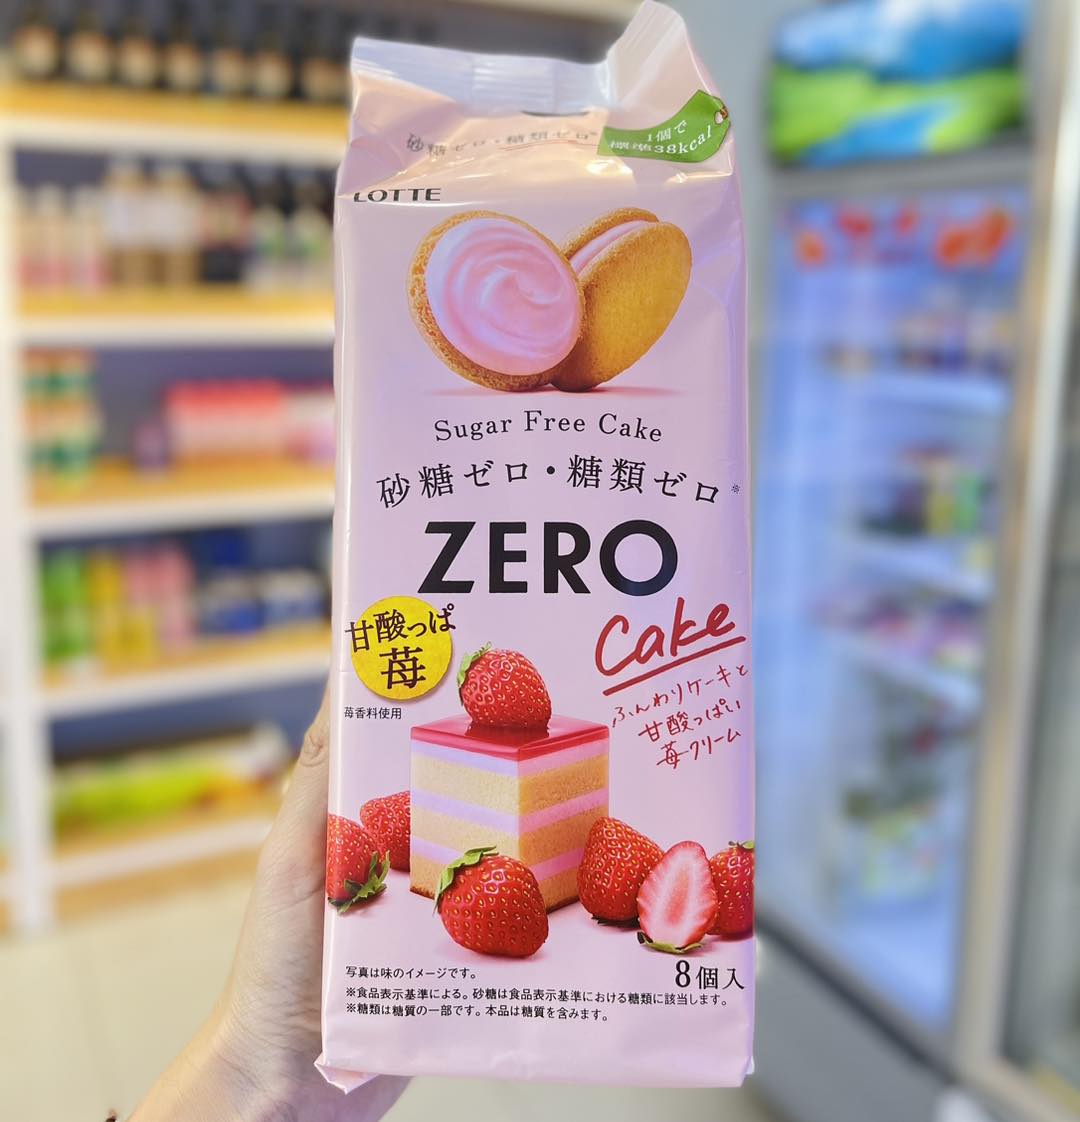 砂糖ゼロ・糖類ゼロ※
1個で
標準38kcal
LOTTE
Sugar Free Cake
砂糖ゼロ・糖類ゼロ※
ZERO
Cake
甘酸っぱ
苺
苺香料使用
ふんわりケーキと
甘酸っぱい
苺クリーム
8個入
写真は味のイメージです。
※食品表示基準による。砂糖は食品表示基準における糖類に該当します。
※糖類は糖質の一部です。本品は糖質を含みます。